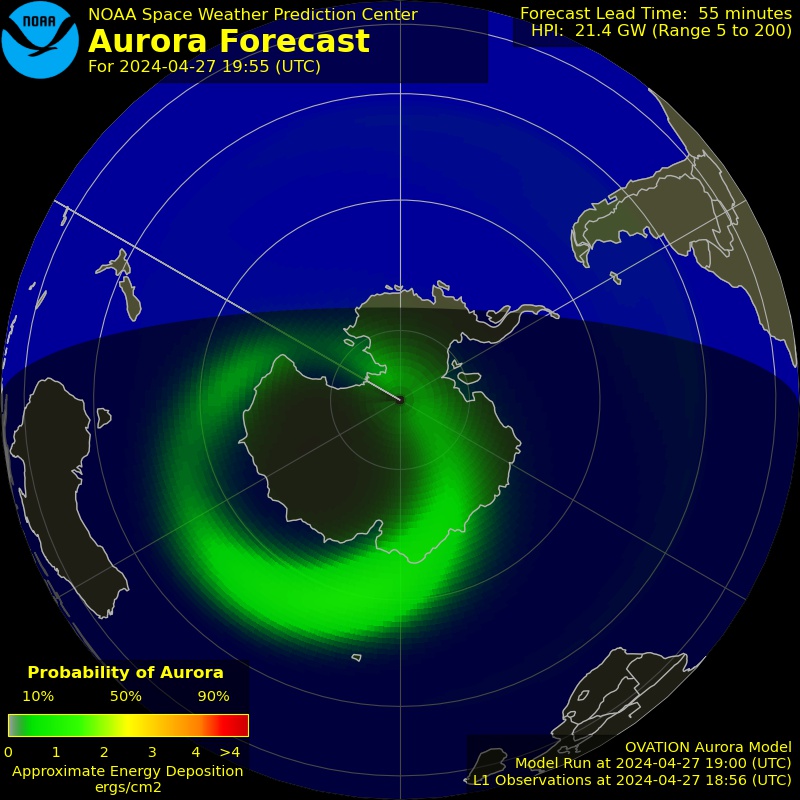 NOAA
NOAA Space Weather Prediction Center
Aurora Forecast
For 2024-04-27 19:55 (UTC)
Forecast Lead Time: 55 minutes
HPI: 21.4 GW (Range 5 to 200)
Probability of Aurora
10% 50% 90%
0 1 2 3 4 >4
Approximate Energy Deposition
ergs/cm2
OVATION Aurora Model
Model Run at 2024-04-27 19:00 (UTC)
L1 Observations at 2024-04-27 18:56 (UTC)